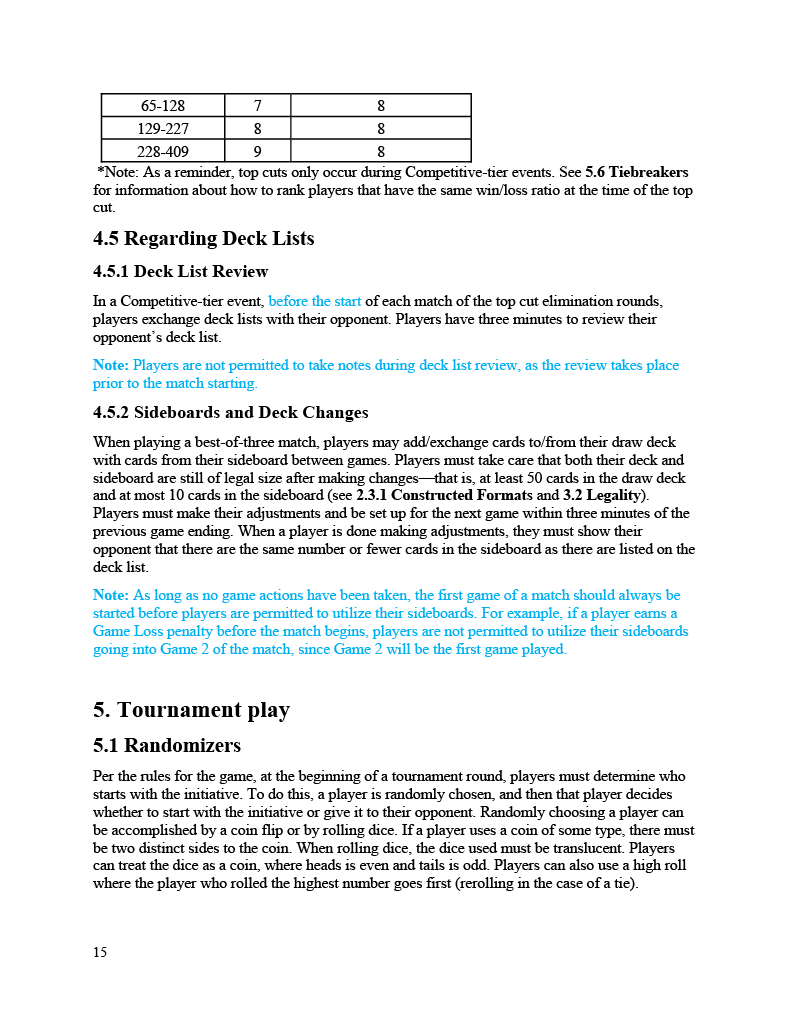 65-128 7 8
129-227 8 8
228-409 9 8
*Note: As a reminder, top cuts only occur during Competitive-tier events. See 5.6 Tiebreakers
for information about how to rank players that have the same win/loss ratio at the time of the top
cut.
4.5 Regarding Deck Lists
4.5.1 Deck List Review
In a Competitive-tier event, before the start of each match of the top cut elimination rounds,
players exchange deck lists with their opponent. Players have three minutes to review their
opponent’s deck list.
Note: Players are not permitted to take notes during deck list review, as the review takes place
prior to the match starting.
4.5.2 Sideboards and Deck Changes
When playing a best-of-three match, players may add/exchange cards to/from their draw deck
with cards from their sideboard between games. Players must take care that both their deck and
sideboard are still of legal size after making changes—that is, at least 50 cards in the draw deck
and at most 10 cards in the sideboard (see 2.3.1 Constructed Formats and 3.2 Legality).
Players must make their adjustments and be set up for the next game within three minutes of the
previous game ending. When a player is done making adjustments, they must show their
opponent that there are the same number or fewer cards in the sideboard as there are listed on the
deck list.
Note: As long as no game actions have been taken, the first game of a match should always be
started before players are permitted to utilize their sideboards. For example, if a player earns a
Game Loss penalty before the match begins, players are not permitted to utilize their sideboards
going into Game 2 of the match, since Game 2 will be the first game played.
5. Tournament play
5.1 Randomizers
Per the rules for the game, at the beginning of a tournament round, players must determine who
starts with the initiative. To do this, a player is randomly chosen, and then that player decides
whether to start with the initiative or give it to their opponent. Randomly choosing a player can
be accomplished by a coin flip or by rolling dice. If a player uses a coin of some type, there must
be two distinct sides to the coin. When rolling dice, the dice used must be translucent. Players
can treat the dice as a coin, where heads is even and tails is odd. Players can also use a high roll
where the player who rolled the highest number goes first (rerolling in the case of a tie).
15